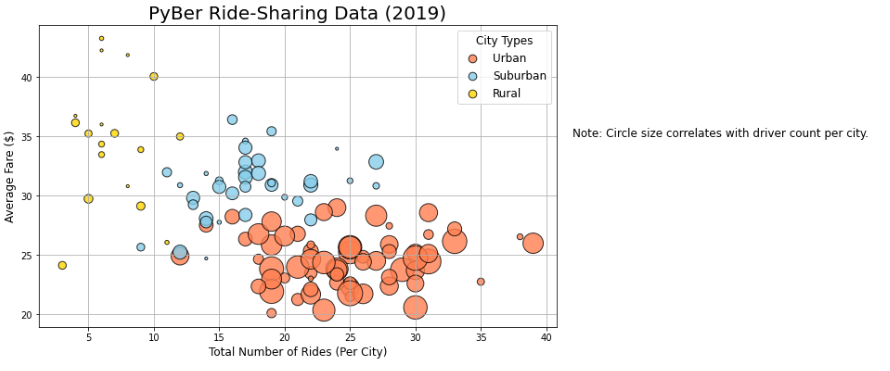 PyBer Ride-Sharing Data (2019)
City Types
Urban
Suburban
Rural
Note: Circle size correlates with driver count per city.
Average Fare ($)
40
35
30
25
20
5
10
15
20
25
30
35
40
Total Number of Rides (Per City)